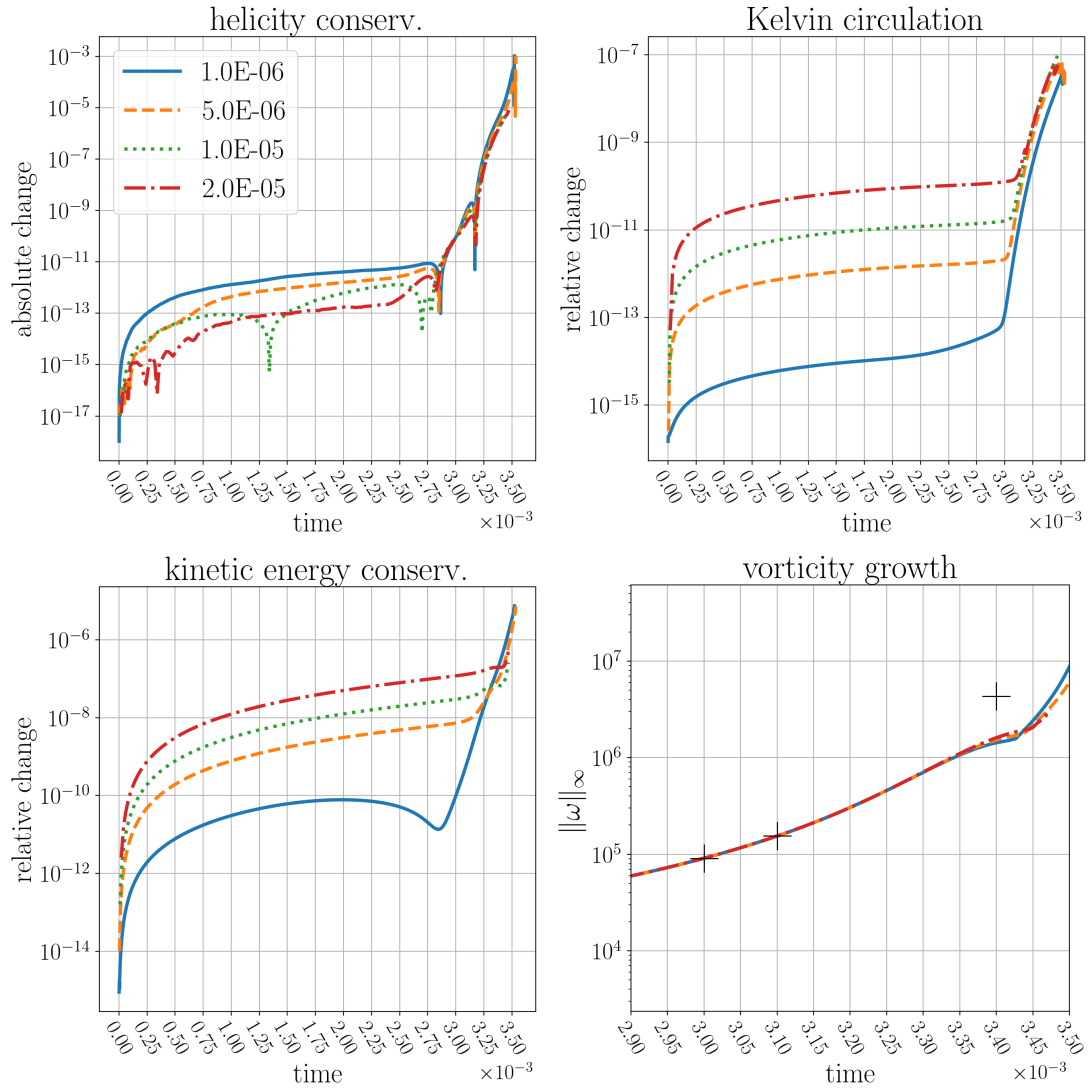 helicity conserv.
absolute change
10⁻³
10⁻⁵
10⁻⁷
10⁻⁹
10⁻¹¹
10⁻¹³
10⁻¹⁵
10⁻¹⁷
1.0E-06
5.0E-06
1.0E-05
2.0E-05
0.00 0.25 0.50 0.75 1.00 1.25 1.50 1.75 2.00 2.25 2.50 2.75 3.00 3.25 3.50
time
×10⁻³
Kelvin circulation
relative change
10⁻⁷
10⁻⁹
10⁻¹¹
10⁻¹³
10⁻¹⁵
0.00 0.25 0.50 0.75 1.00 1.25 1.50 1.75 2.00 2.25 2.50 2.75 3.00 3.25 3.50
time
×10⁻³
kinetic energy conserv.
relative change
10⁻⁶
10⁻⁸
10⁻¹⁰
10⁻¹²
10⁻¹⁴
0.00 0.25 0.50 0.75 1.00 1.25 1.50 1.75 2.00 2.25 2.50 2.75 3.00 3.25 3.50
time
×10⁻³
vorticity growth
||ω||∞
10⁷
10⁶
10⁵
10⁴
2.90 2.95 3.00 3.05 3.10 3.15 3.20 3.25 3.30 3.35 3.40 3.45 3.50
time
×10⁻³